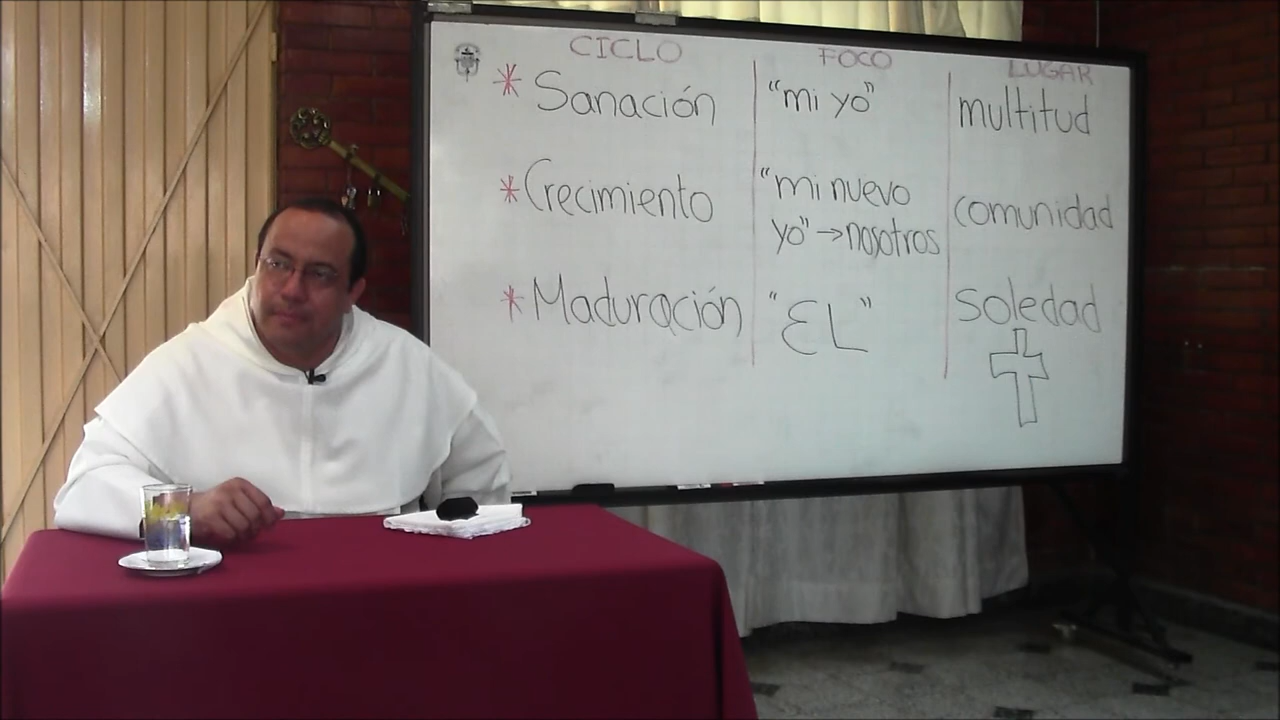 CICLO FOCO LUGAR
* Sanación "mi yo" multitud
* Crecimiento "mi nuevo comunidad
yo" → nosotros
* Maduración "EL" soledad